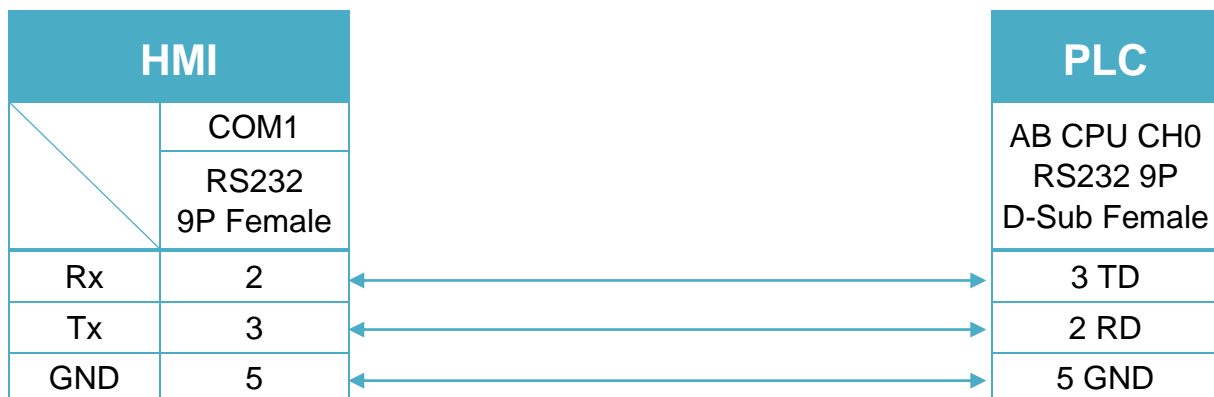 HMI
PLC
COM1
RS232
9P Female
AB CPU CH0
RS232 9P
D-Sub Female
Rx 2 3 TD
Tx 3 2 RD
GND 5 5 GND